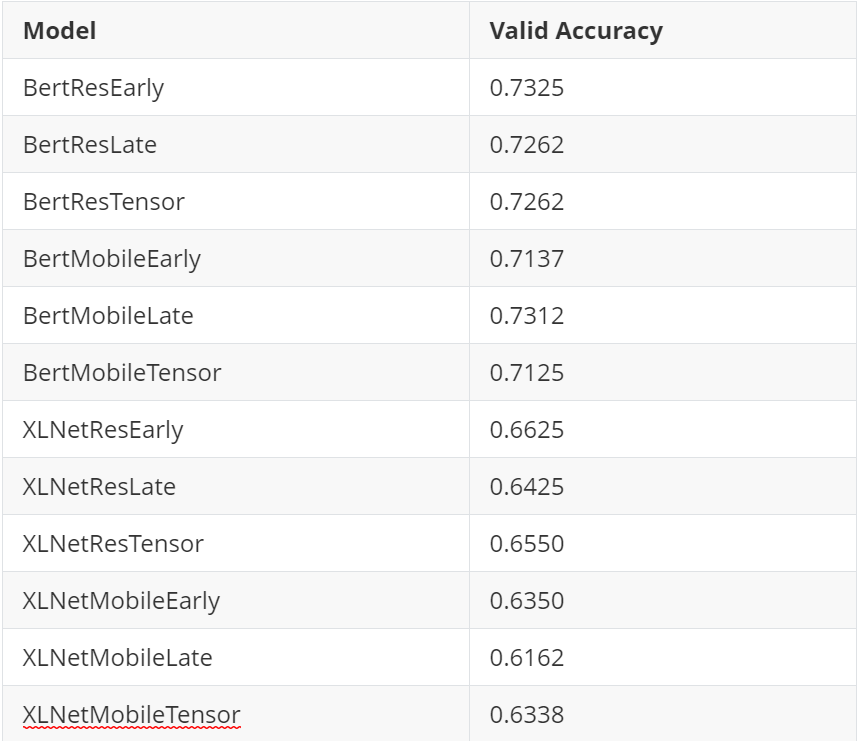 Model Valid Accuracy
BertResEarly 0.7325
BertResLate 0.7262
BertResTensor 0.7262
BertMobileEarly 0.7137
BertMobileLate 0.7312
BertMobileTensor 0.7125
XLNetResEarly 0.6625
XLNetResLate 0.6425
XLNetResTensor 0.6550
XLNetMobileEarly 0.6350
XLNetMobileLate 0.6162
XLNetMobileTensor 0.6338